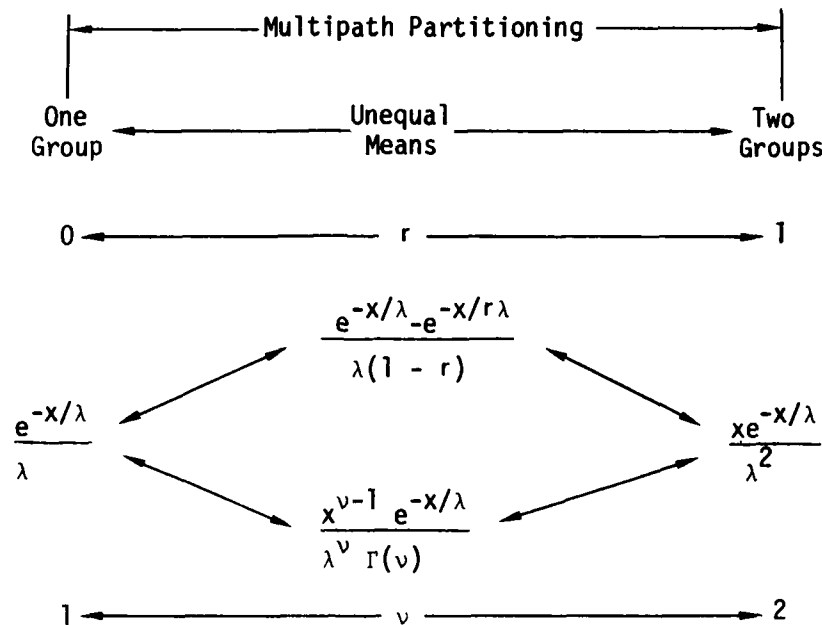 Multipath Partitioning
One Group
Unequal Means
Two Groups
0 r 1
e^{-x/λ} - e^{-x/rλ}
λ(1 - r)
e^{-x/λ}
λ
xe^{-x/λ}
λ^2
x^{ν-1} e^{-x/λ}
λ^ν Γ(ν)
1 ν 2